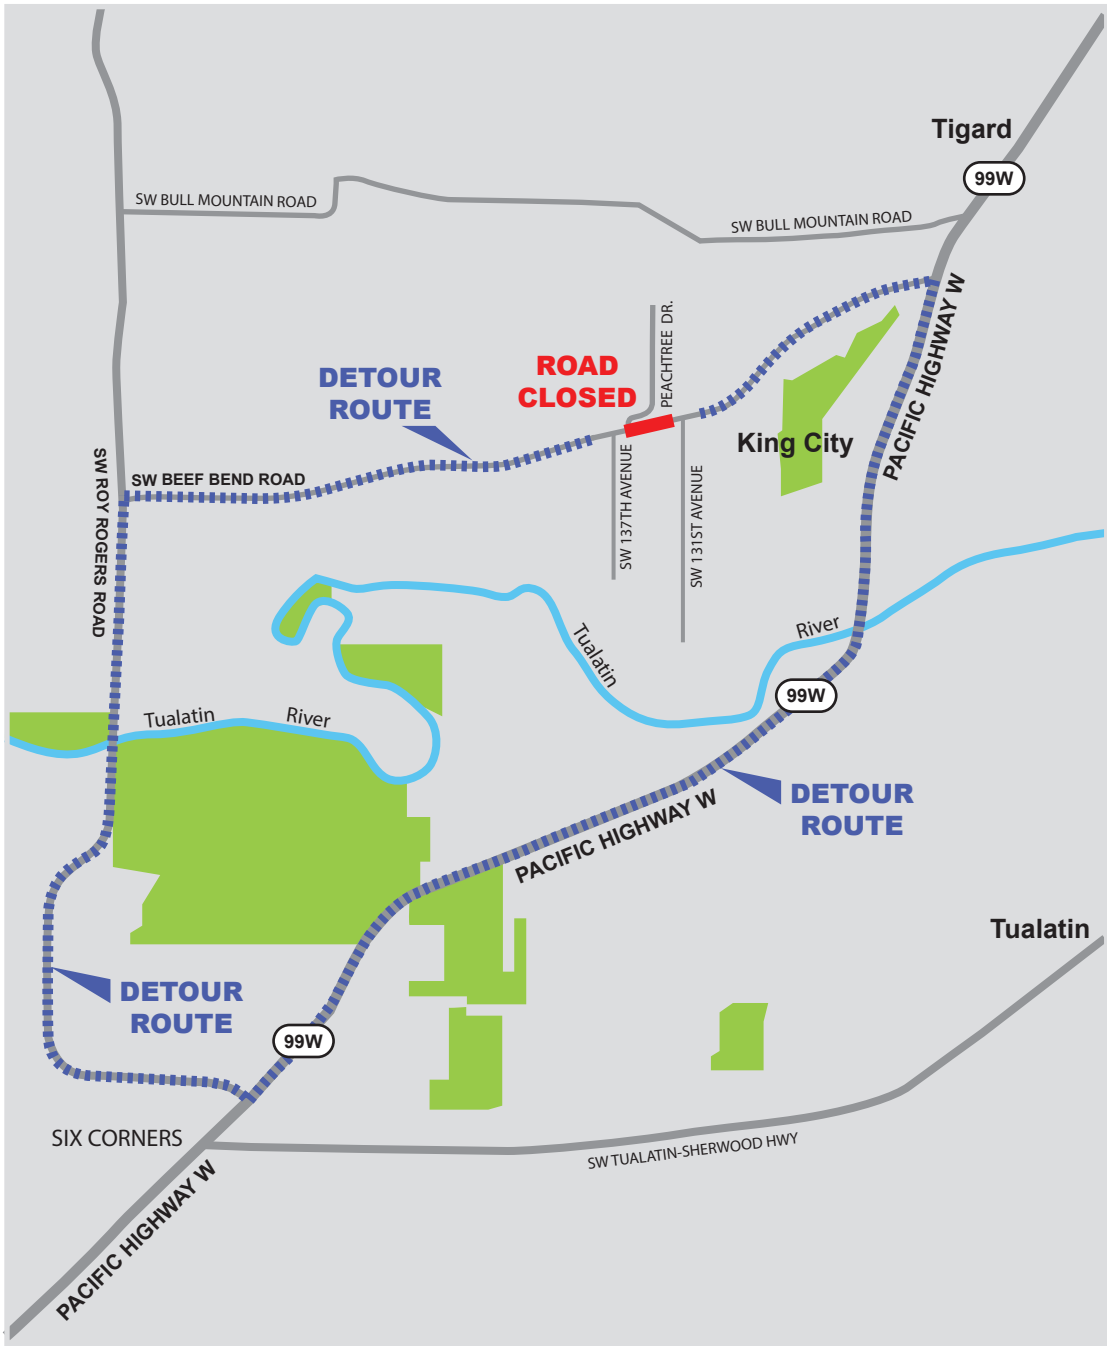 Tigard
99W
SW BULL MOUNTAIN ROAD
SW BULL MOUNTAIN ROAD
PACIFIC HIGHWAY W
PEACHTREE DR.
ROAD
CLOSED
DETOUR
ROUTE
King City
SW BEEF BEND ROAD
SW ROY ROGERS ROAD
SW 137TH AVENUE
SW 131ST AVENUE
Tualatin
River
99W
Tualatin
River
DETOUR
ROUTE
PACIFIC HIGHWAY W
Tualatin
DETOUR
ROUTE
99W
SIX CORNERS
SW TUALATIN-SHERWOOD HWY
PACIFIC HIGHWAY W